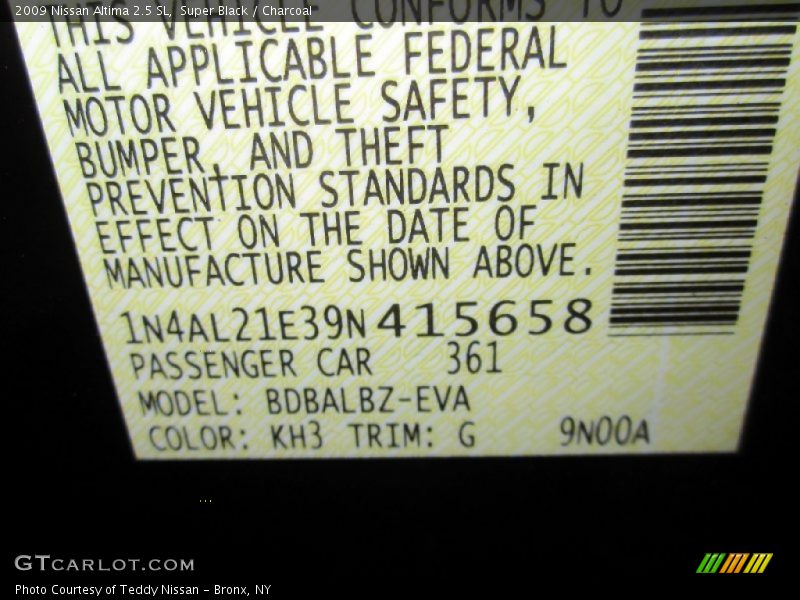 2009 Nissan Altima 2.5 SL, Super Black / Charcoal
THIS VEHICLE CONFORMS TO
ALL APPLICABLE FEDERAL
MOTOR VEHICLE SAFETY,
BUMPER, AND THEFT
PREVENTION STANDARDS IN
EFFECT ON THE DATE OF
MANUFACTURE SHOWN ABOVE.
1N4AL21E39N415658
PASSENGER CAR 361
MODEL: BDBALBZ-EVA
COLOR: KH3 TRIM: G 9N00A
...
GTCARLOT.COM
Photo Courtesy of Teddy Nissan - Bronx, NY